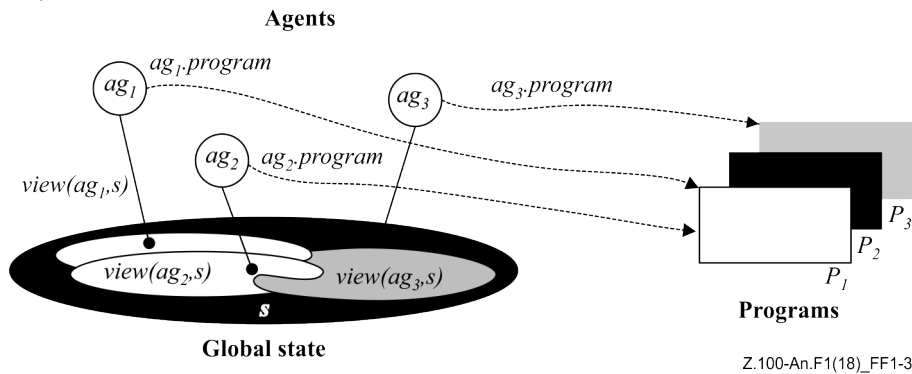 Agents
ag1.program
ag1
ag3
ag3.program
ag2
ag2.program
view(ag1,s)
view(ag2,s)
view(ag3,s)
s
P3
P2
P1
Programs
Global state
Z.100-An.F1(18)_FF1-3